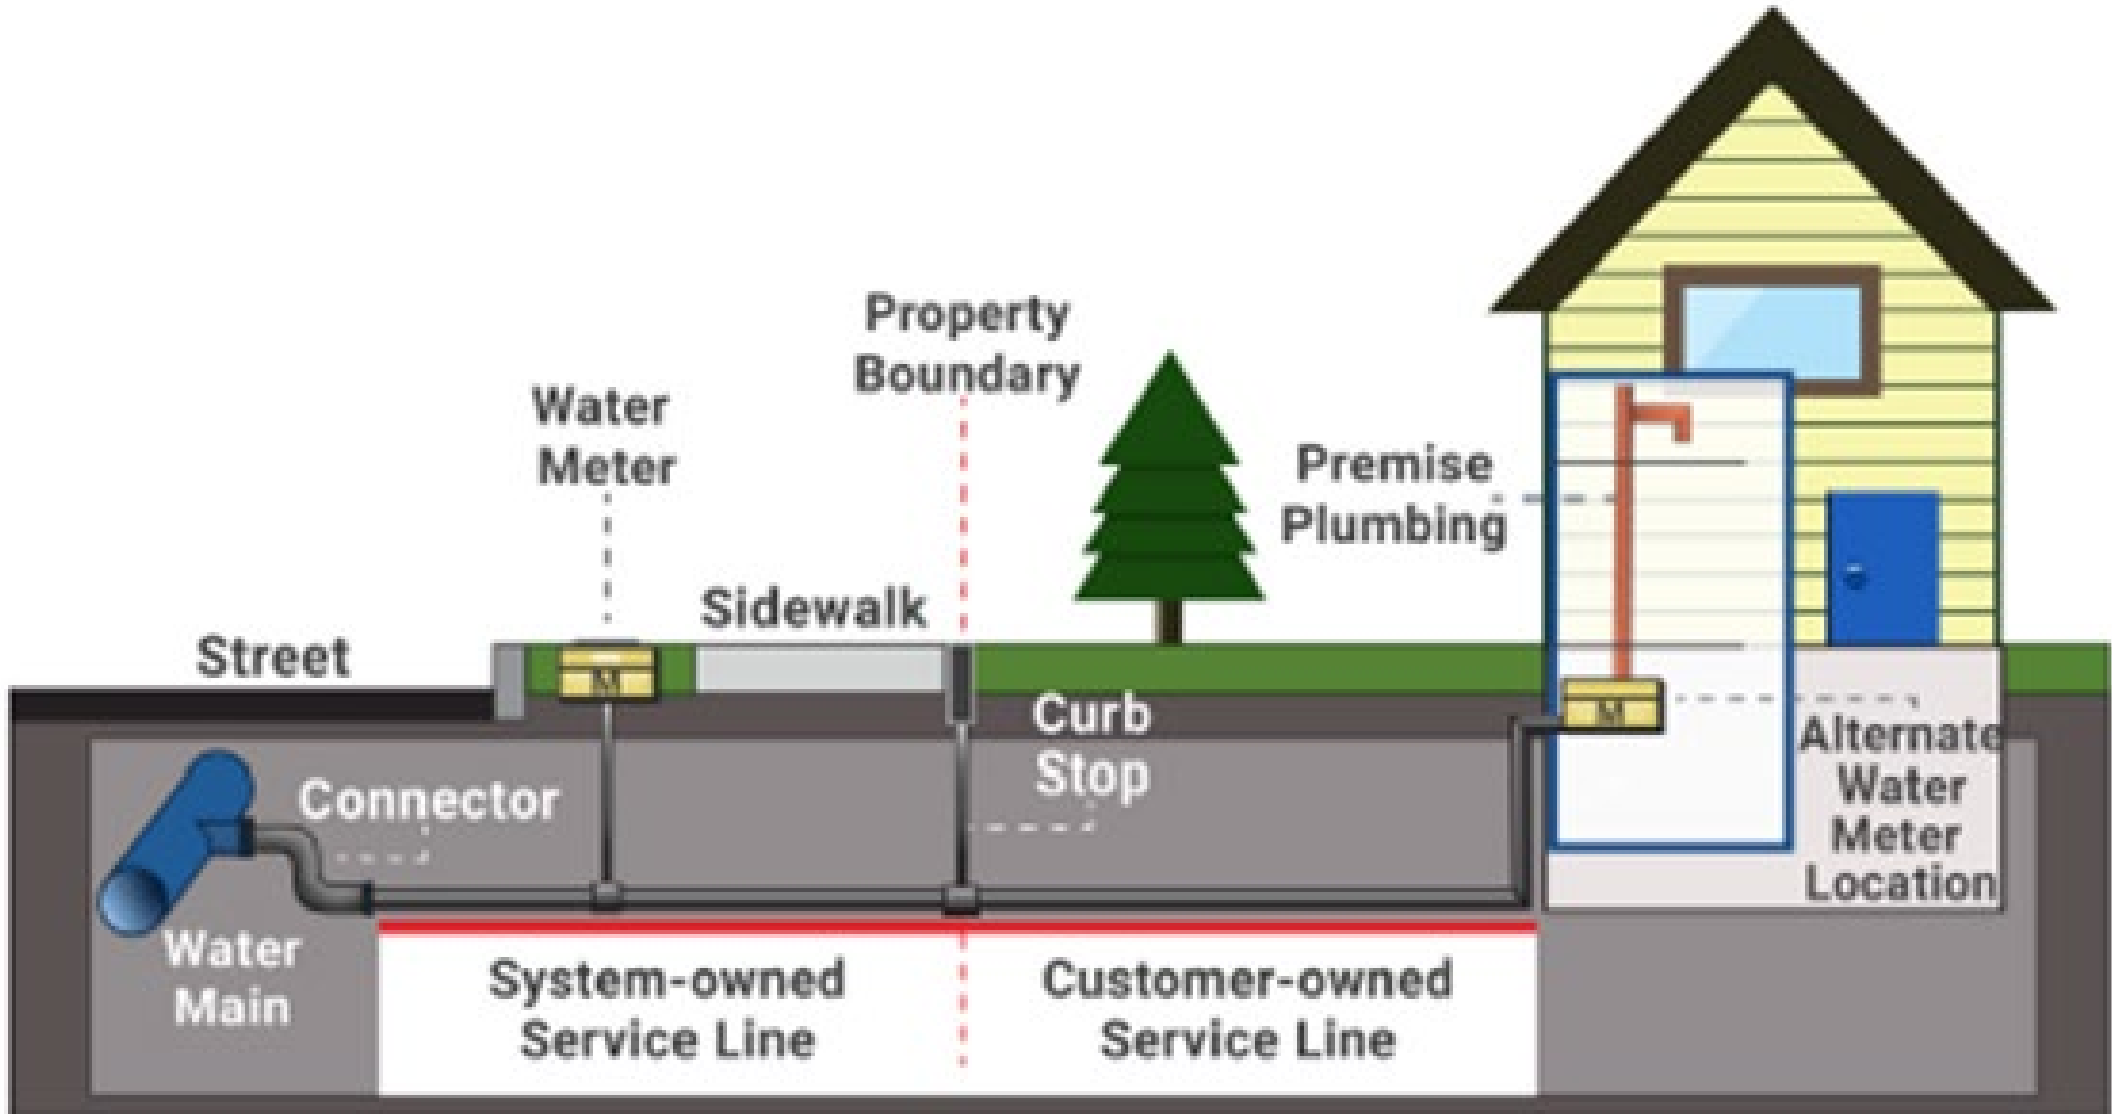 Property
Boundary
Water
Meter
Premise
Plumbing
Sidewalk
Street
M
M
Curb
Stop
Alternate
Water
Meter
Location
Connector
Water
Main
System-owned
Service Line
Customer-owned
Service Line